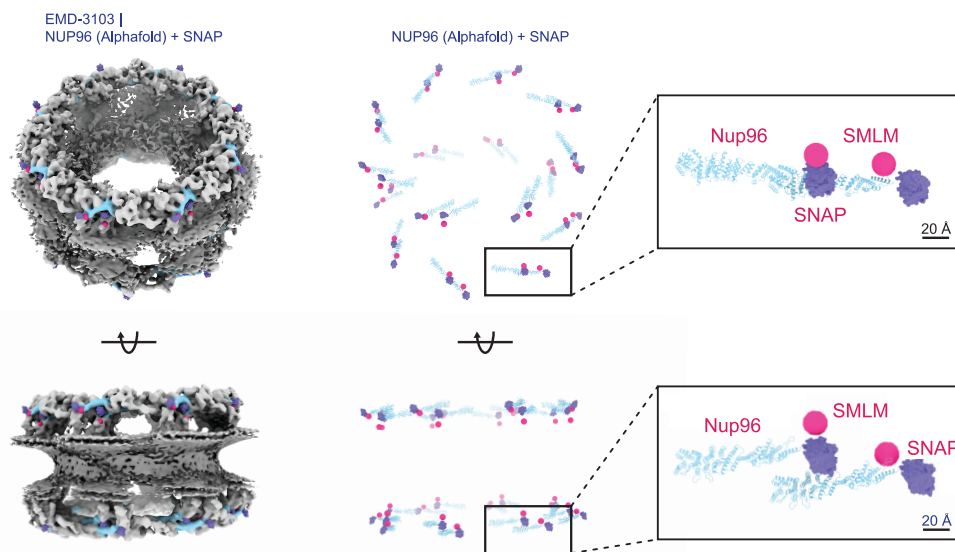 EMD-3103 |
NUP96 (Alphafold) + SNAP
NUP96 (Alphafold) + SNAP
Nup96
SMLM
SNAP
20 Å
SMLM
Nup96
SNAP
20 Å